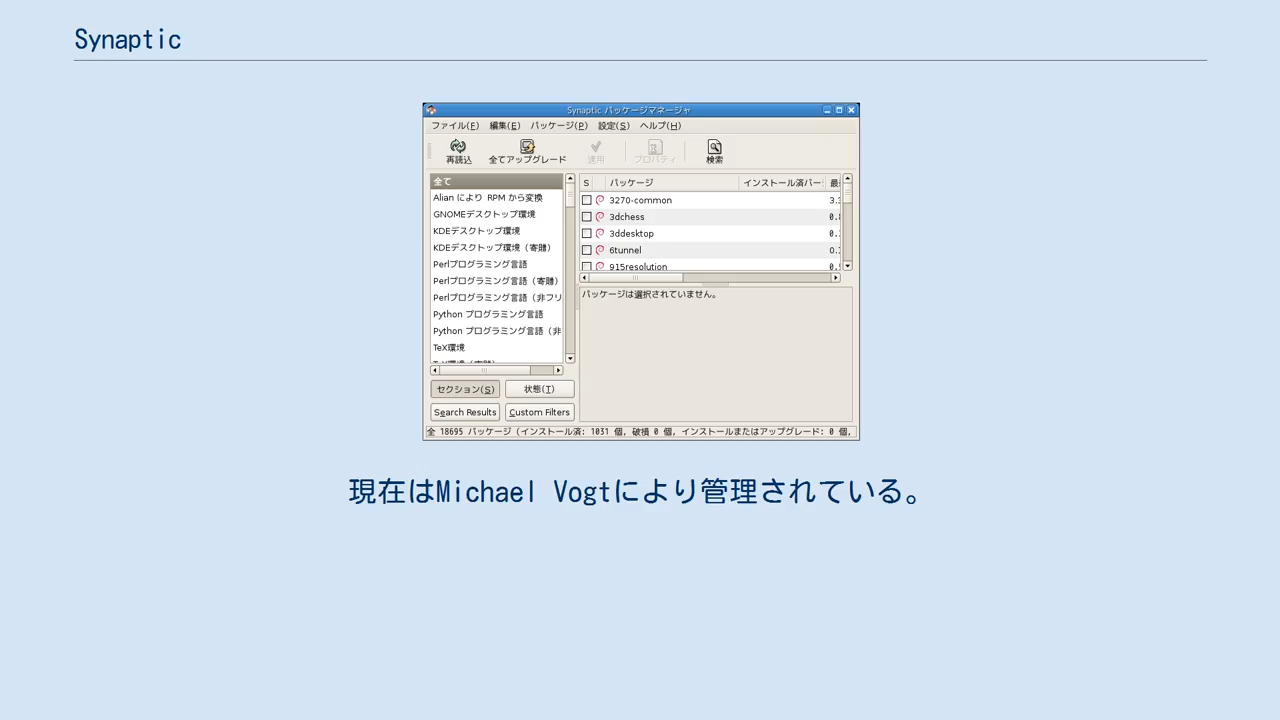 Synaptic
Synaptic パッケージマネージャ
ファイル(F) 編集(E) パッケージ(P) 設定(S) ヘルプ(H)
再読込 全てアップグレード 適用 プロパティ 検索
全て
Alian により RPM から変換
GNOMEデスクトップ環境
KDEデスクトップ環境
KDEデスクトップ環境（寄贈）
Perlプログラミング言語
Perlプログラミング言語（寄贈）
Perlプログラミング言語（非フリ
Python プログラミング言語
Python プログラミング言語（非
TeX環境
セクション(S) 状態(T)
Search Results Custom Filters
S パッケージ インストール済バー 最
3270-common 3.
3dchess 0.
3ddesktop 0.
6tunnel 0.
915resolution 0.
パッケージは選択されていません。
全 18695 パッケージ（インストール済: 1031 個, 破損 0 個, インストールまたはアップグレード: 0 個,
現在はMichael Vogtにより管理されている。